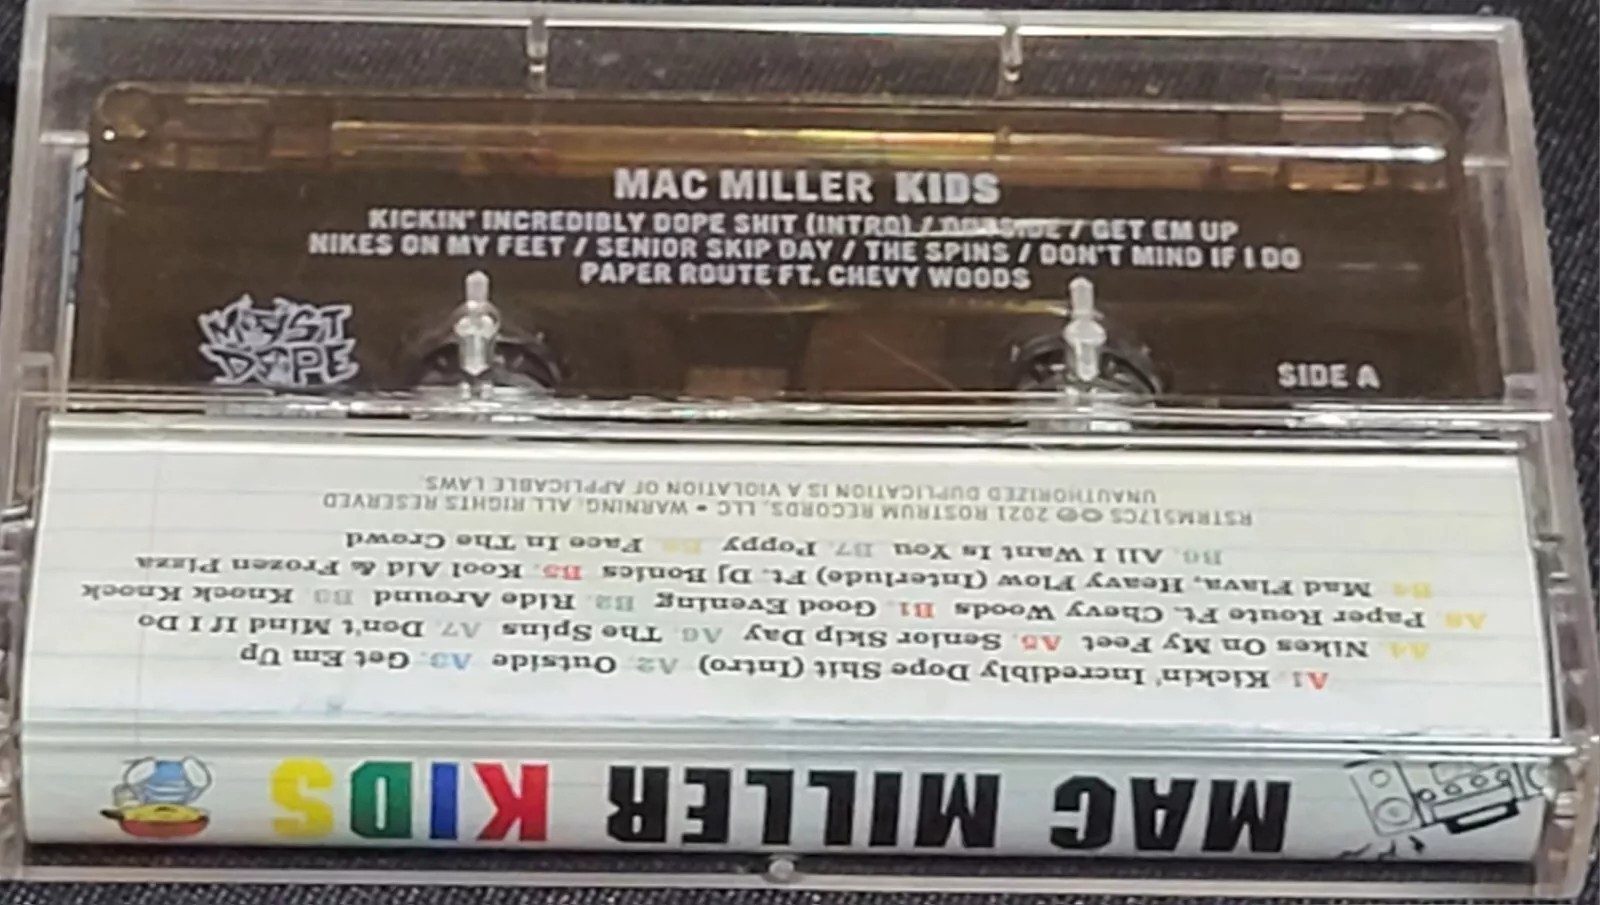 MAC MILLER KIDS
KICKIN' INCREDIBLY DOPE SHIT (INTRO) / OUTSIDE / GET EM UP
NIKES ON MY FEET / SENIOR SKIP DAY / THE SPINS / DON'T MIND IF I DO
PAPER ROUTE FT. CHEVY WOODS
MOST DOPE
SIDE A
MAC MILLER KIDS
A1. Kickin' Incredibly Dope Shit (Intro) A2. Outside A3. Get Em Up
A4. Nikes On My Feet A5. Senior Skip Day A6. The Spins A7. Don't Mind If I Do
A8. Paper Route Ft. Chevy Woods B1. Good Evening B2. Ride Around B3. Knock Knock
B4. Mad Flava, Heavy Flow (Interlude) Ft. Dj Bonics B5. Kool Aid & Frozen Pizza
B6. All I Want Is You B7. Poppy B8. Face In The Crowd
RSTRM517CS ℗© 2021 ROSTRUM RECORDS, LLC • WARNING: ALL RIGHTS RESERVED
UNAUTHORIZED DUPLICATION IS A VIOLATION OF APPLICABLE LAWS.